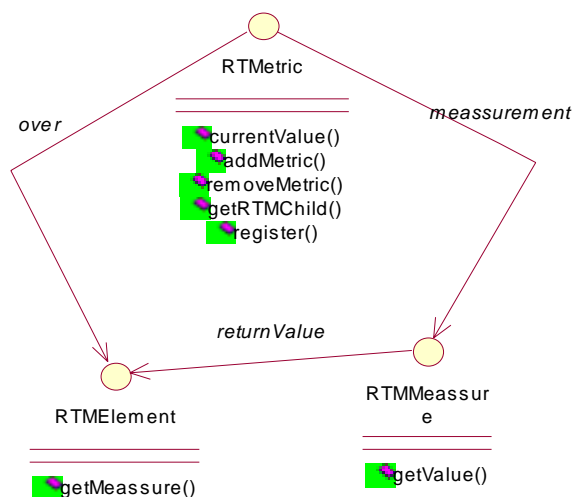 RTMetric
over
meassurement
currentValue()
addMetric()
removeMetric()
getRTMChild()
register()
returnValue
RTMElement
RTMMeassur
e
getMeassure()
getValue()